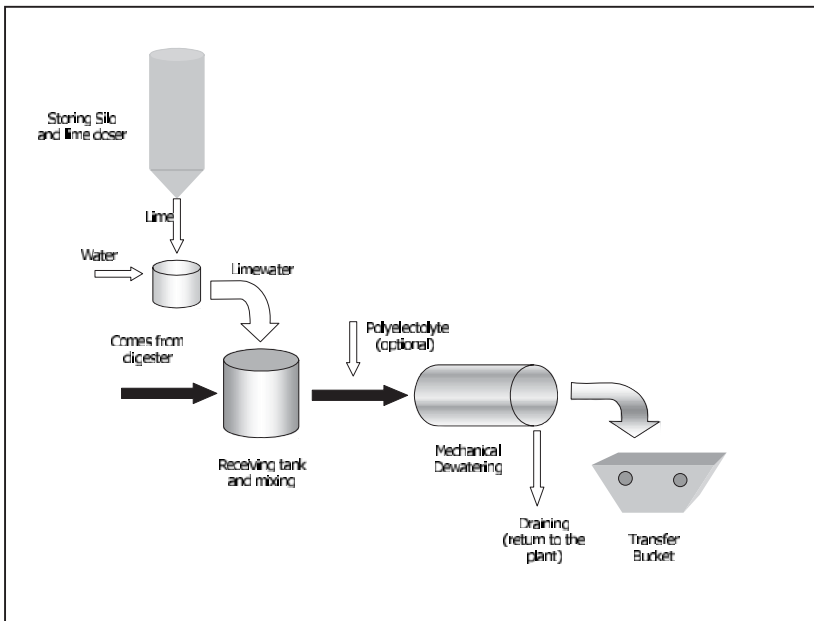 Storing Silo
and lime doser
Lime
Water
Limewater
Comes from
digester
Polyelectolyte
(optional)
Receiving tank
and mixing
Mechanical
Dewatering
Draining
(return to the
plant)
Transfer
Bucket